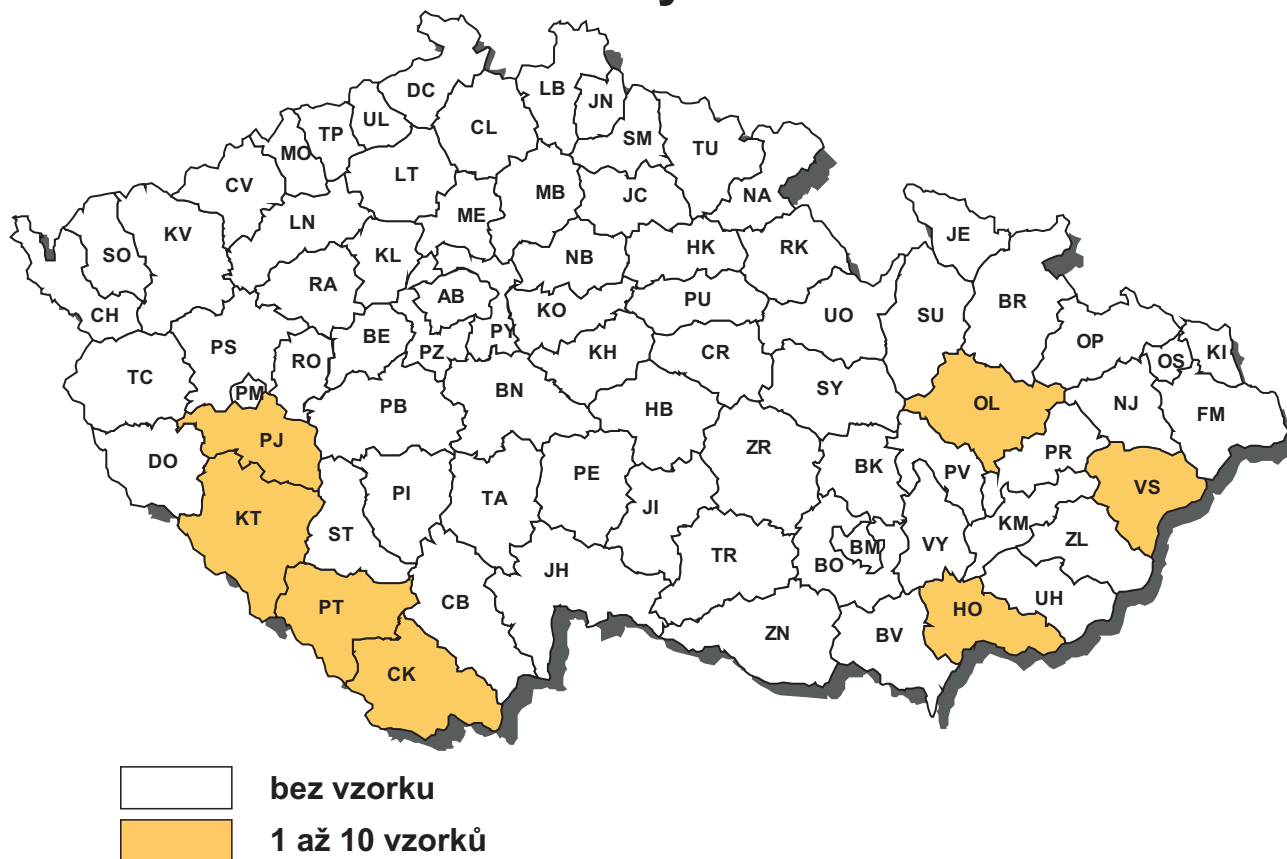 DC
LB
JN
UL
TP
CL
SM
TU
MO
LT
CV
MB
JC
NA
ME
LN
KV
JE
SO
HK
RK
KL
NB
RA
AB
PU
BR
KO
CH
UO
SU
PY
BE
OP
PS
PZ
KH
CR
KI
RO
OS
TC
SY
PM
BN
PB
HB
OL
NJ
FM
PJ
ZR
PR
DO
BK
PV
PE
VS
PI
TA
JI
KT
KM
ST
ZL
BM
VY
TR
BO
JH
CB
UH
PT
HO
ZN
BV
CK
bez vzorku
1 až 10 vzorků